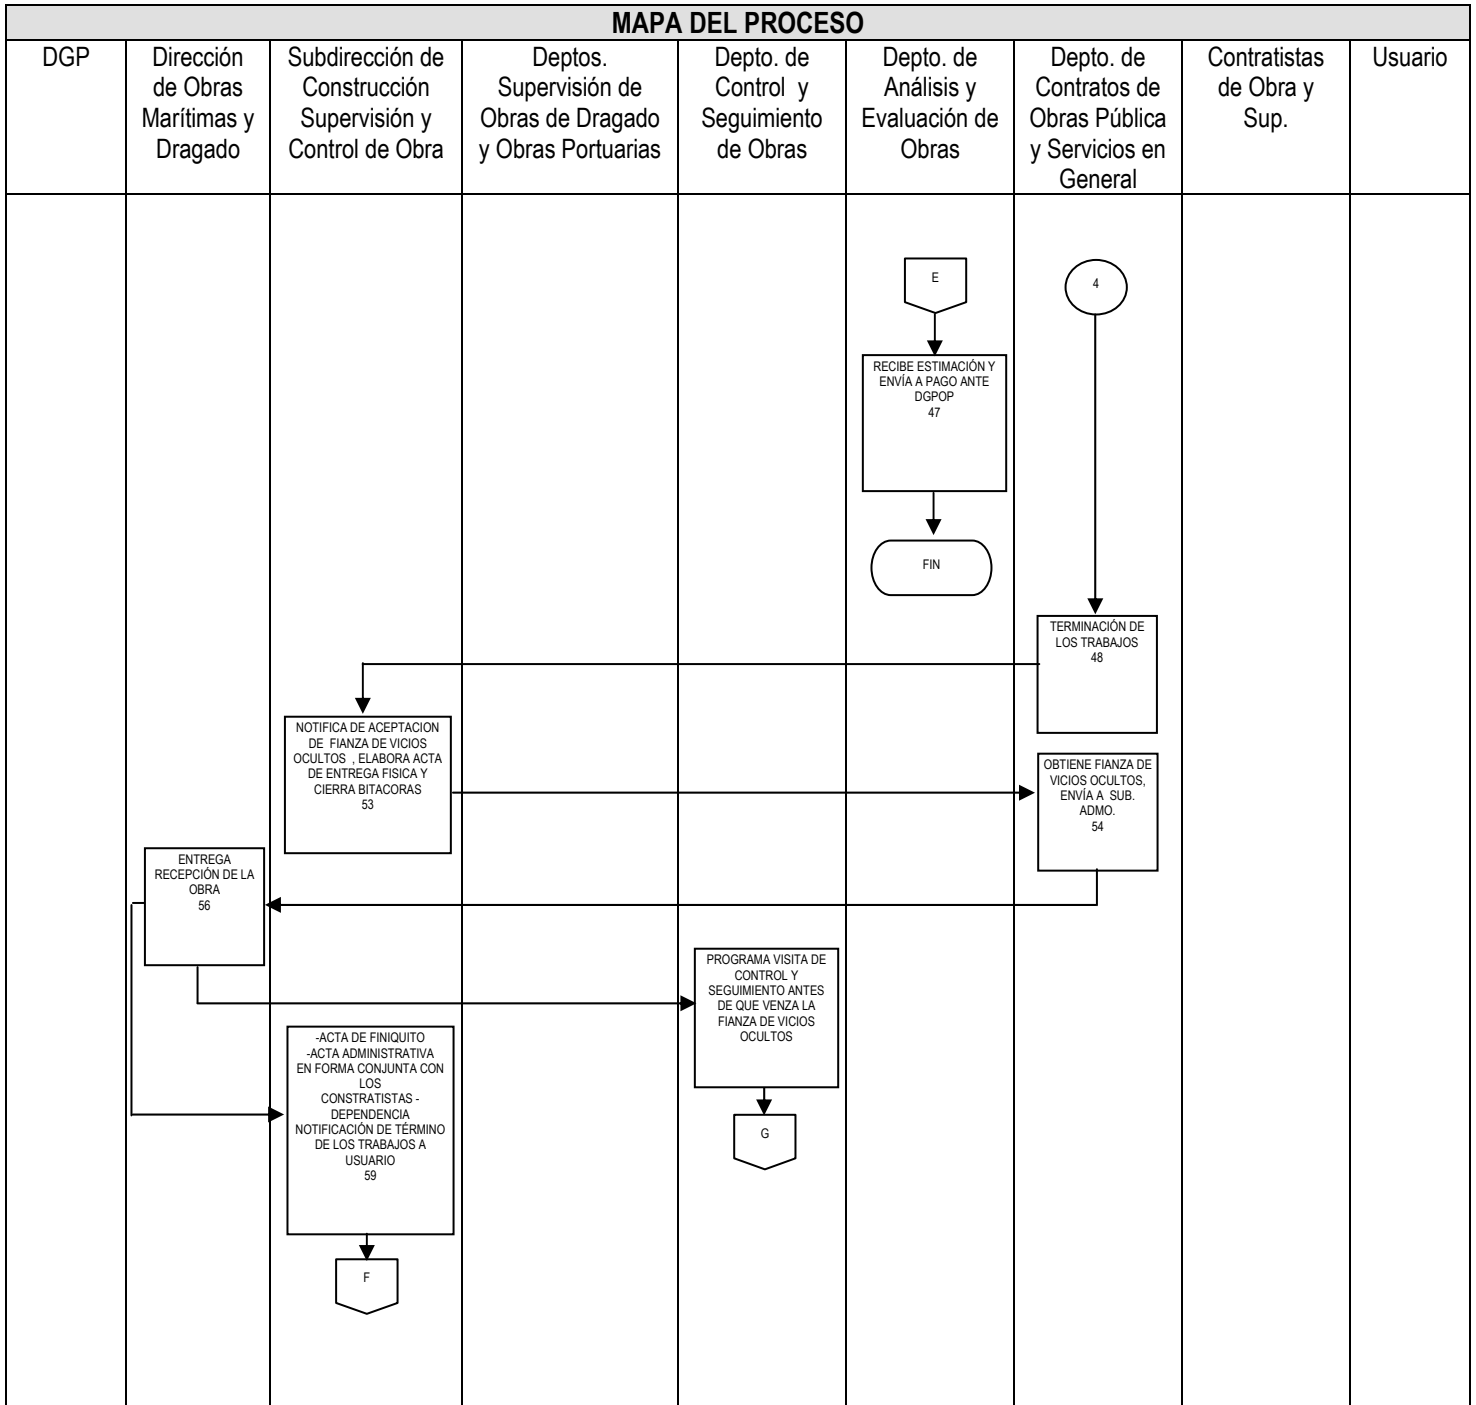 MAPA DEL PROCESO
DGP
Dirección
de Obras
Marítimas y
Dragado
Subdirección de
Construcción
Supervisión y
Control de Obra
Deptos.
Supervisión de
Obras de Dragado
y Obras Portuarias
Depto. de
Control y
Seguimiento
de Obras
Depto. de
Análisis y
Evaluación de
Obras
Depto. de
Contratos de
Obras Pública
y Servicios en
General
Contratistas
de Obra y
Sup.
Usuario
E
4
RECIBE ESTIMACIÓN Y
ENVÍA A PAGO ANTE
DGPOP
47
FIN
TERMINACIÓN DE
LOS TRABAJOS
48
NOTIFICA DE ACEPTACION
DE FIANZA DE VICIOS
OCULTOS , ELABORA ACTA
DE ENTREGA FISICA Y
CIERRA BITACORAS
53
OBTIENE FIANZA DE
VICIOS OCULTOS,
ENVÍA A SUB.
ADMO.
54
ENTREGA
RECEPCIÓN DE LA
OBRA
56
PROGRAMA VISITA DE
CONTROL Y
SEGUIMIENTO ANTES
DE QUE VENZA LA
FIANZA DE VICIOS
OCULTOS
-ACTA DE FINIQUITO
-ACTA ADMINISTRATIVA
EN FORMA CONJUNTA CON
LOS
CONSTRATISTAS -
DEPENDENCIA
NOTIFICACIÓN DE TÉRMINO
DE LOS TRABAJOS A
USUARIO
59
G
F